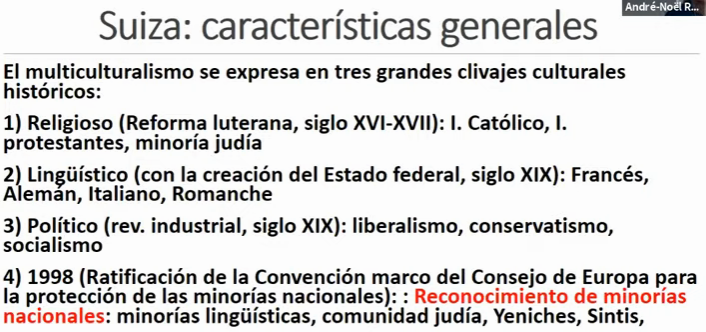 André-Noël R...
Suiza: características generales
El multiculturalismo se expresa en tres grandes clivajes culturales
históricos:
1) Religioso (Reforma luterana, siglo XVI-XVII): I. Católico, I.
protestantes, minoría judía
2) Lingüístico (con la creación del Estado federal, siglo XIX): Francés,
Alemán, Italiano, Romanche
3) Político (rev. industrial, siglo XIX): liberalismo, conservatismo,
socialismo
4) 1998 (Ratificación de la Convención marco del Consejo de Europa para
la protección de las minorías nacionales): : Reconocimiento de minorías
nacionales: minorías lingüísticas, comunidad judía, Yeniches, Sintis,